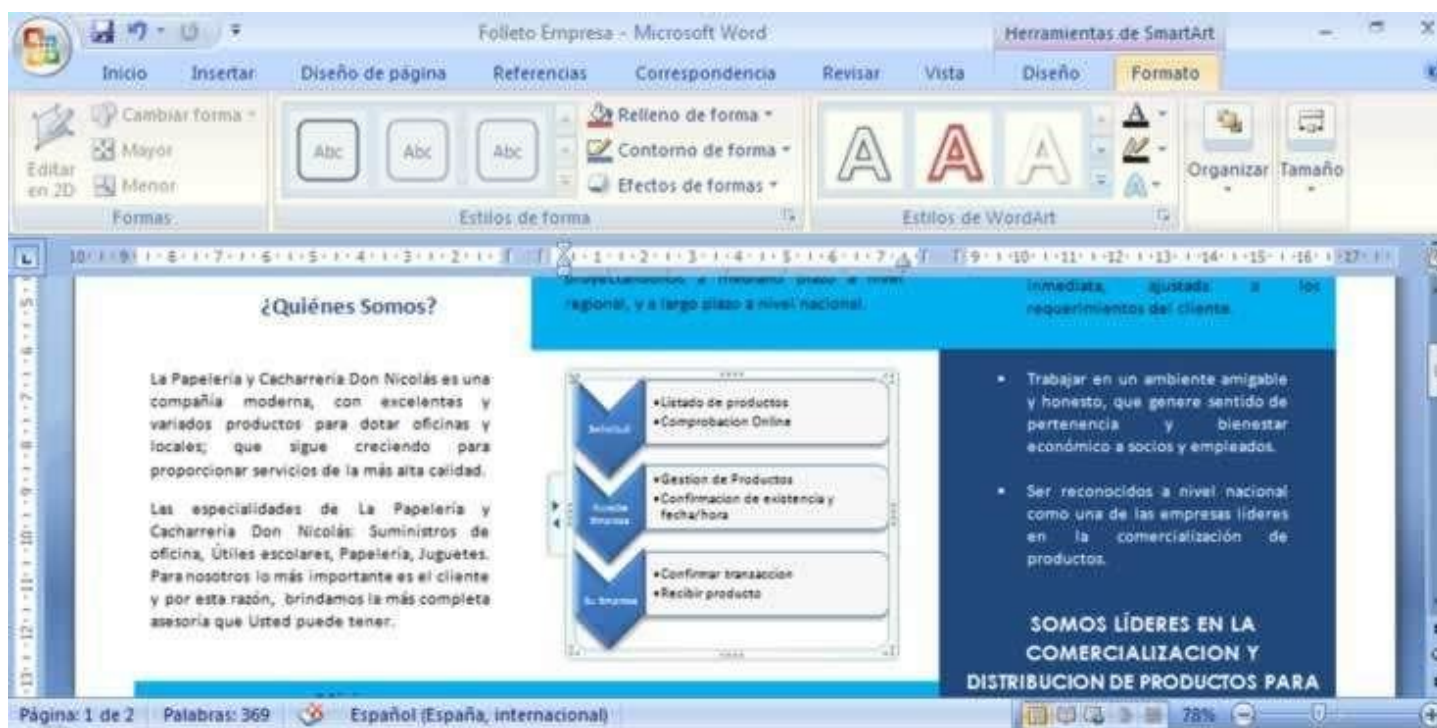 Folleto Empresa - Microsoft Word
Herramientas de SmartArt
Inicio Insertar Diseño de página Referencias Correspondencia Revisar Vista Diseño Formato
Editar en 2D
Cambiar forma
Mayor
Menor
Formas
Abc Abc Abc
Relleno de forma
Contorno de forma
Efectos de formas
Estilos de forma
A A A
Estilos de WordArt
Organizar
Tamaño
¿Quiénes Somos?
La Papelería y Cacharrería Don Nicolás es una
compañía moderna, con excelentes y
variados productos para dotar oficinas y
locales; que sigue creciendo para
proporcionar servicios de la más alta calidad.
Las especialidades de La Papelería y
Cacharrería Don Nicolás: Suministros de
oficina, Útiles escolares, Papelería, Juguetes.
Para nosotros lo más importante es el cliente
y por esta razón, brindamos la más completa
asesoría que Usted puede tener.
a mediano plazo a nivel
regional, y a largo plazo a nivel nacional.
Solicitud
•Listado de productos
•Comprobacion Online
Empresa
•Gestion de Productos
•Confirmacion de existencia y
fecha/hora
Su Empresa
•Confirmar transaccion
•Recibir producto
inmediata, ajustada a los
requerimientos del cliente.
• Trabajar en un ambiente amigable
y honesto, que genere sentido de
pertenencia y bienestar
económico a socios y empleados.
• Ser reconocidos a nivel nacional
como una de las empresas líderes
en la comercialización de
productos.
SOMOS LÍDERES EN LA
COMERCIALIZACION Y
DISTRIBUCION DE PRODUCTOS PARA
Página: 1 de 2 Palabras: 369 Español (España, internacional) 78%